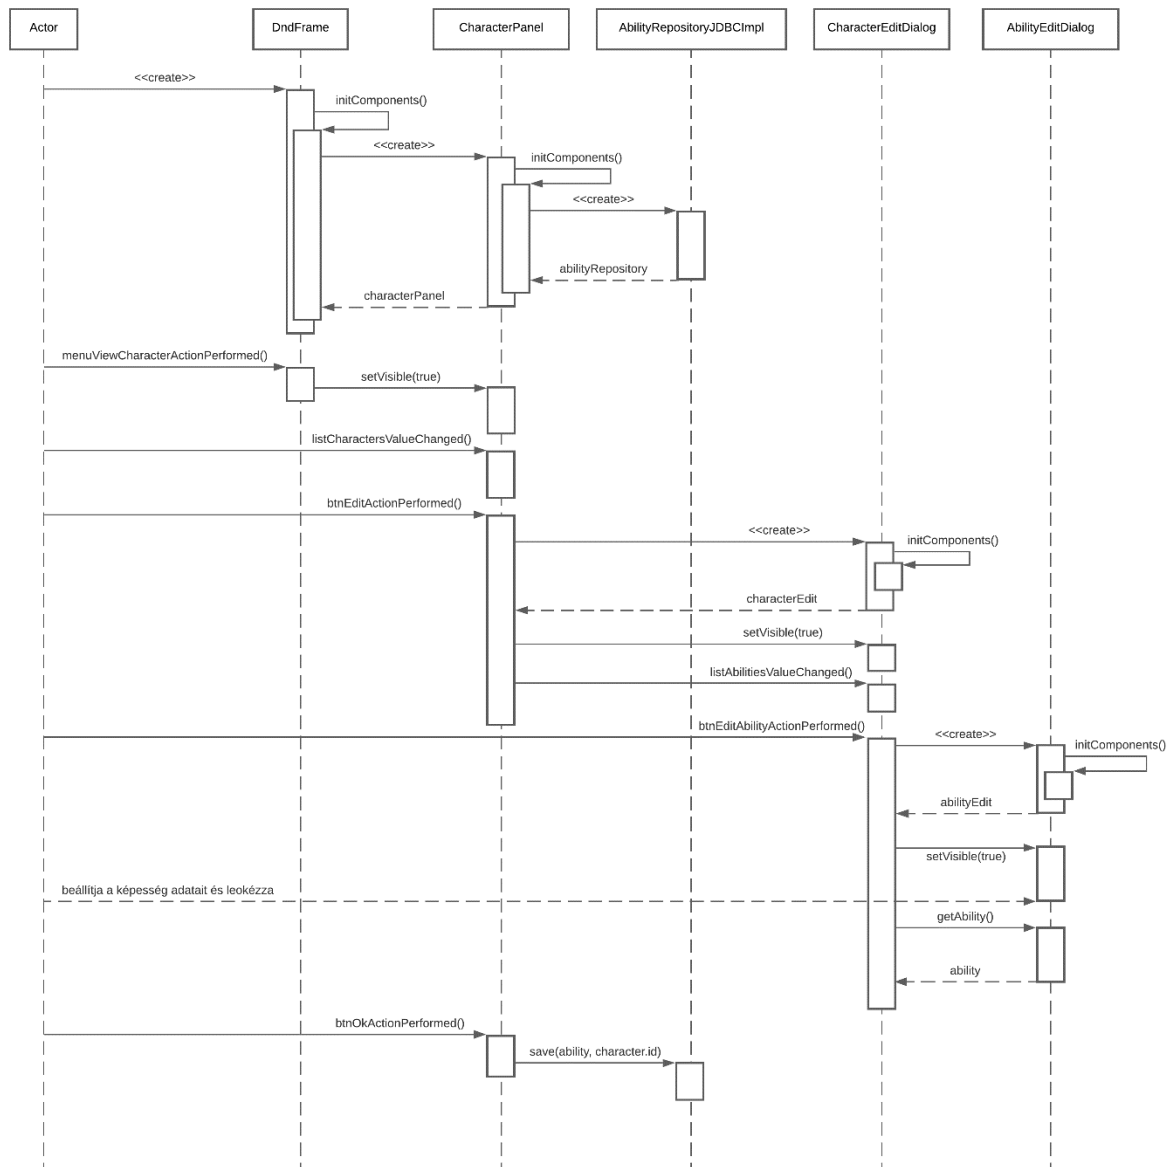 Actor
DndFrame
CharacterPanel
AbilityRepositoryJDBCImpl
CharacterEditDialog
AbilityEditDialog
<<create>>
initComponents()
<<create>>
initComponents()
<<create>>
abilityRepository
characterPanel
menuViewCharacterActionPerformed()
setVisible(true)
listCharactersValueChanged()
btnEditActionPerformed()
<<create>>
initComponents()
characterEdit
setVisible(true)
listAbilitiesValueChanged()
btnEditAbilityActionPerformed()
<<create>>
initComponents()
abilityEdit
setVisible(true)
beállítja a képesség adatait és leokézza
getAbility()
ability
btnOkActionPerformed()
save(ability, character.id)